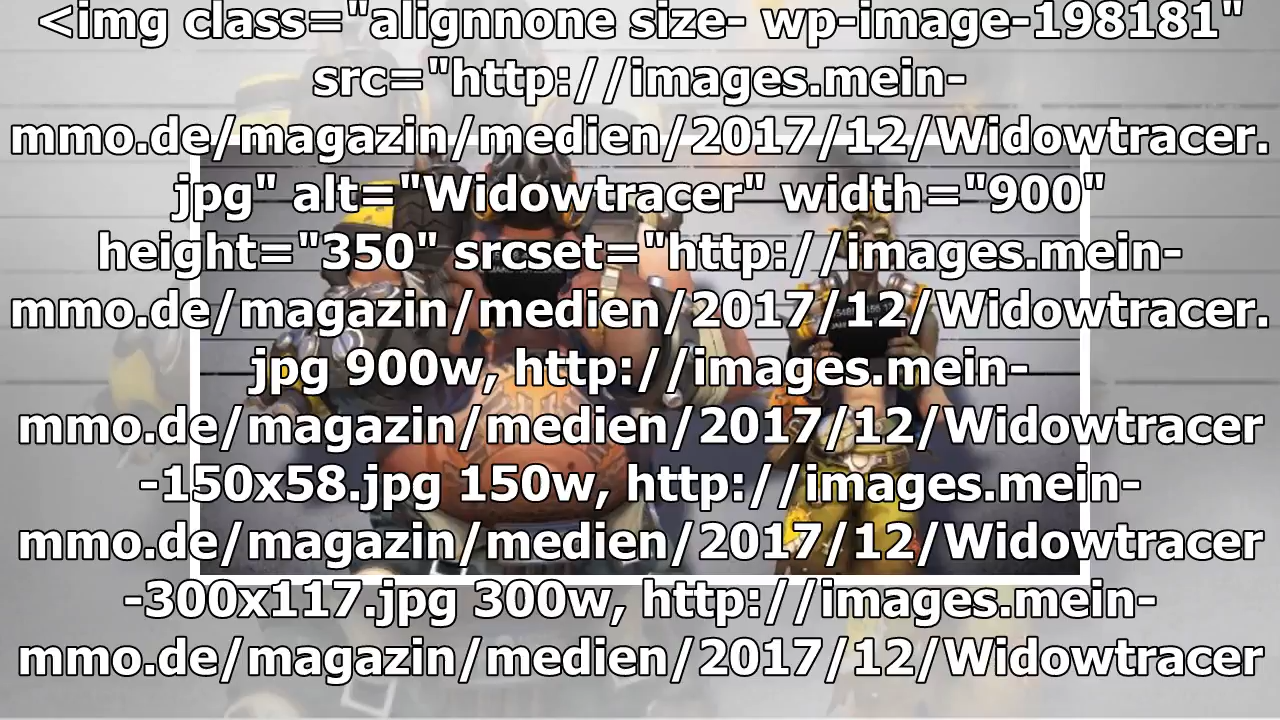 <img class="alignnone size- wp-image-198181"
src="http://images.mein-
mmo.de/magazin/medien/2017/12/Widowtracer.
jpg" alt="Widowtracer" width="900"
height="350" srcset="http://images.mein-
mmo.de/magazin/medien/2017/12/Widowtracer.
jpg 900w, http://images.mein-
mmo.de/magazin/medien/2017/12/Widowtracer
-150x58.jpg 150w, http://images.mein-
mmo.de/magazin/medien/2017/12/Widowtracer
-300x117.jpg 300w, http://images.mein-
mmo.de/magazin/medien/2017/12/Widowtracer